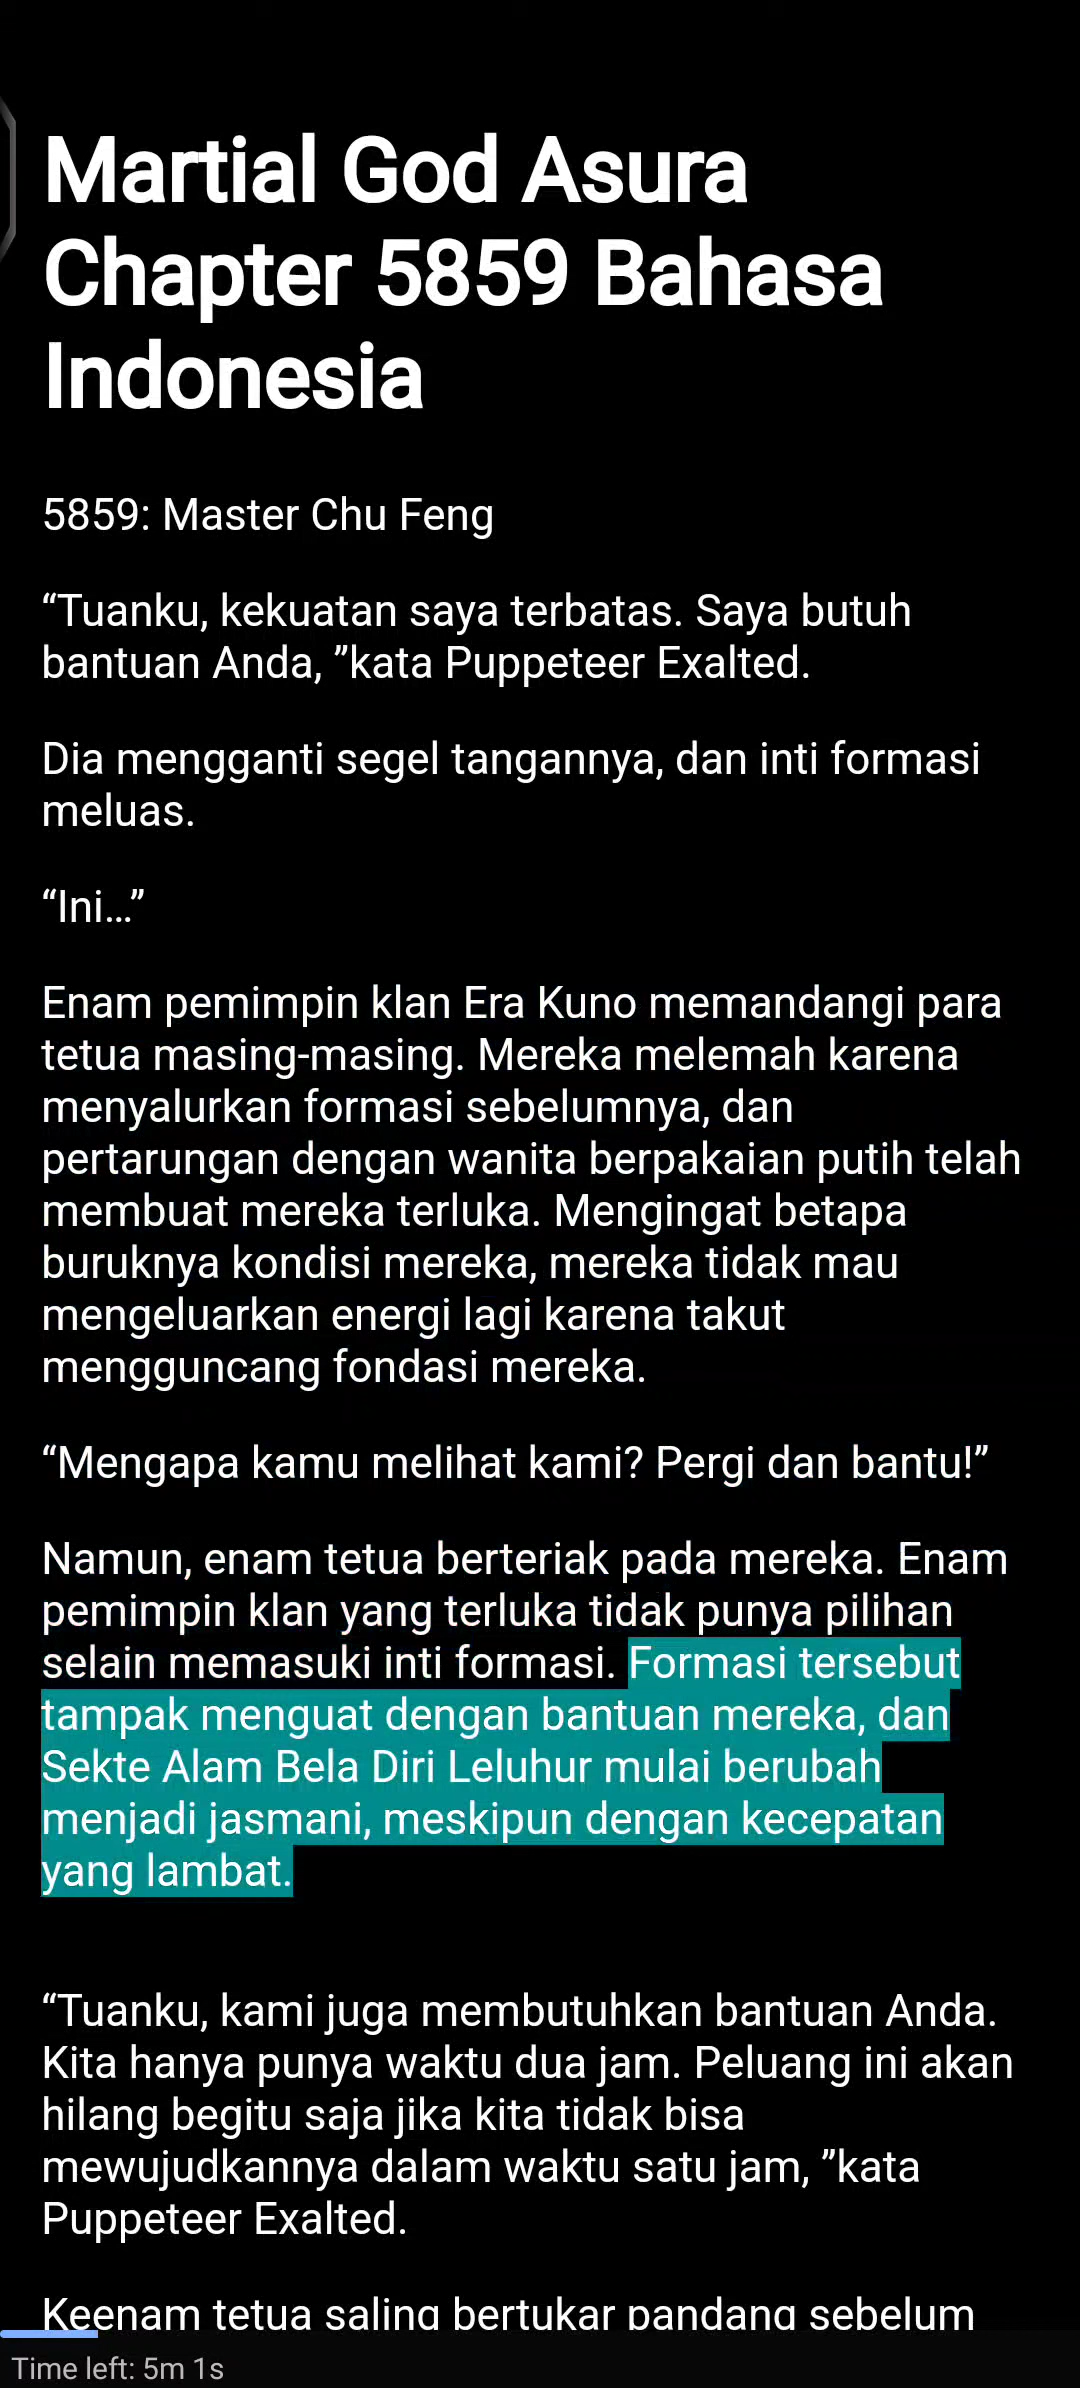 Martial God Asura
Chapter 5859 Bahasa
Indonesia
5859: Master Chu Feng
“Tuanku, kekuatan saya terbatas. Saya butuh
bantuan Anda, ”kata Puppeteer Exalted.
Dia mengganti segel tangannya, dan inti formasi
meluas.
“Ini…”
Enam pemimpin klan Era Kuno memandangi para
tetua masing-masing. Mereka melemah karena
menyalurkan formasi sebelumnya, dan
pertarungan dengan wanita berpakaian putih telah
membuat mereka terluka. Mengingat betapa
buruknya kondisi mereka, mereka tidak mau
mengeluarkan energi lagi karena takut
mengguncang fondasi mereka.
“Mengapa kamu melihat kami? Pergi dan bantu!”
Namun, enam tetua berteriak pada mereka. Enam
pemimpin klan yang terluka tidak punya pilihan
selain memasuki inti formasi. Formasi tersebut
tampak menguat dengan bantuan mereka, dan
Sekte Alam Bela Diri Leluhur mulai berubah
menjadi jasmani, meskipun dengan kecepatan
yang lambat.
“Tuanku, kami juga membutuhkan bantuan Anda.
Kita hanya punya waktu dua jam. Peluang ini akan
hilang begitu saja jika kita tidak bisa
mewujudkannya dalam waktu satu jam, ”kata
Puppeteer Exalted.
Keenam tetua saling bertukar pandang sebelum
Time left: 5m 1s